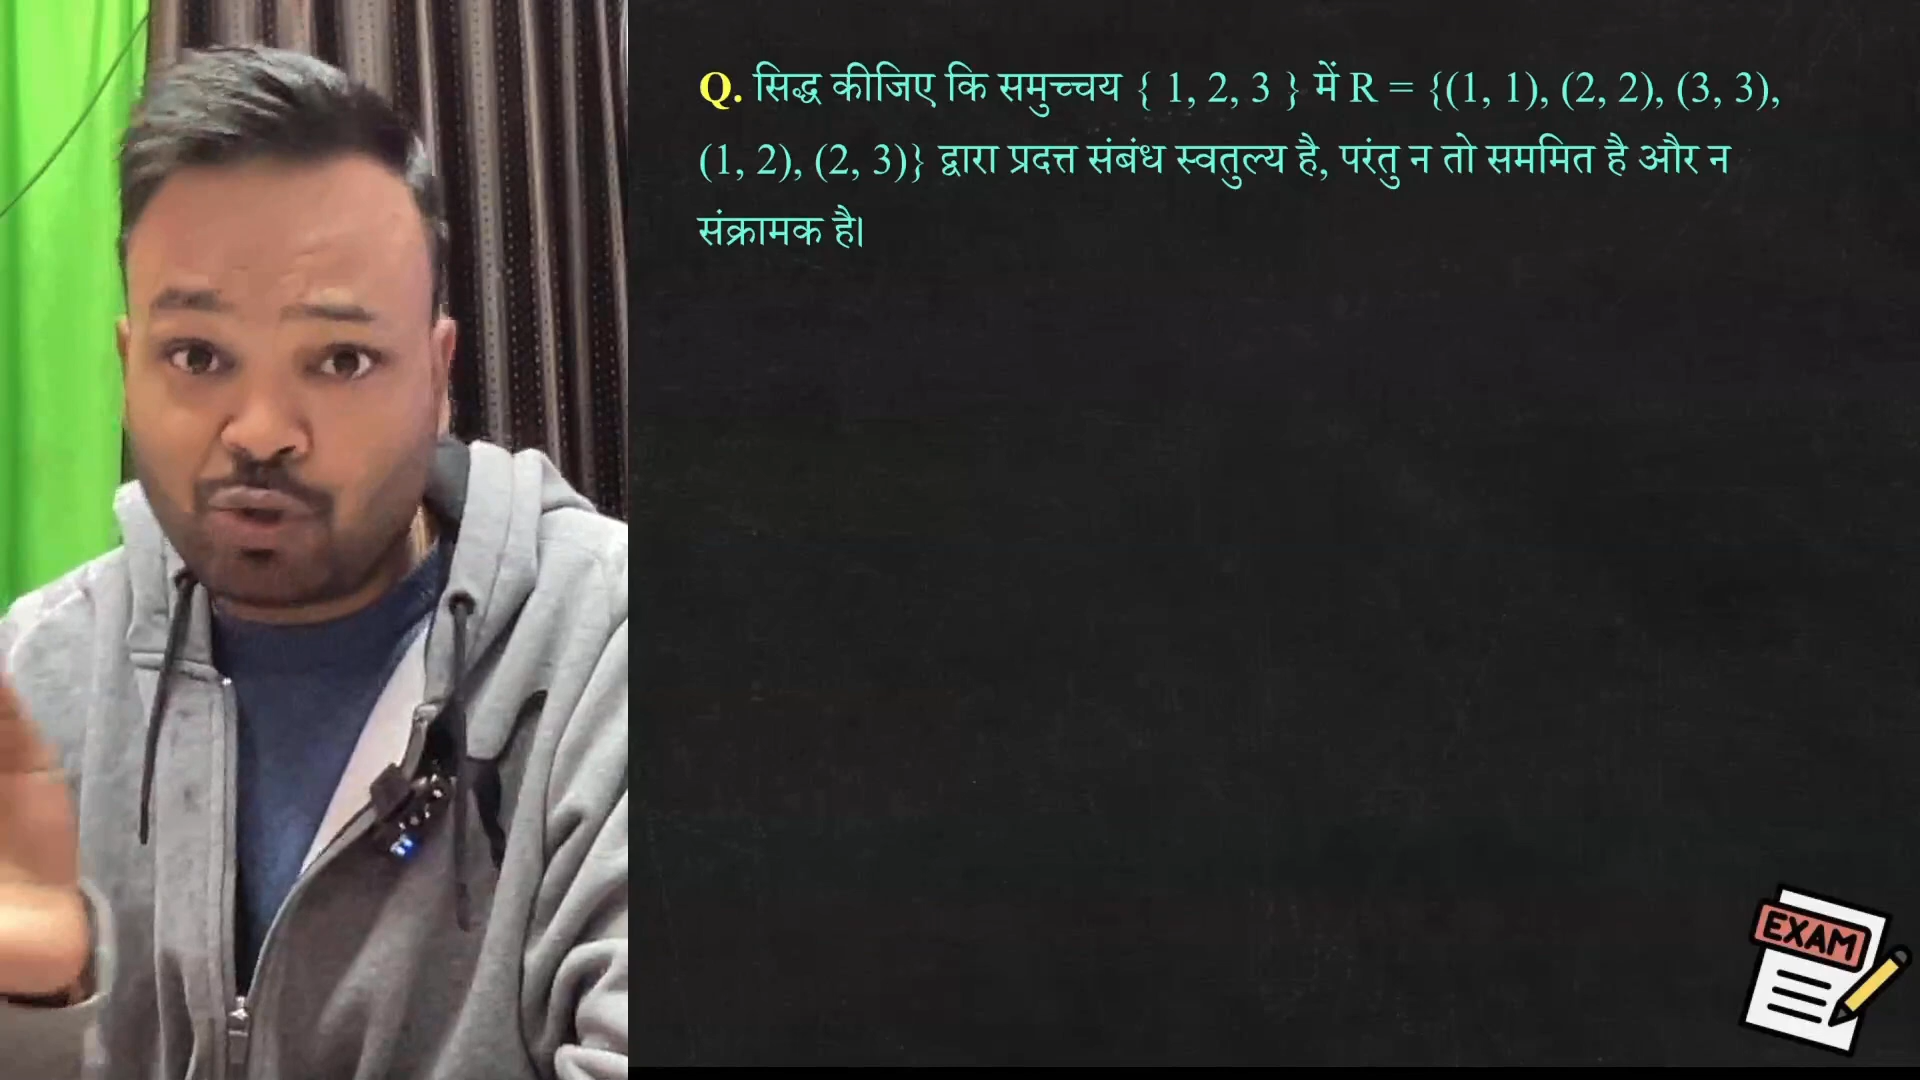 Q. सिद्ध कीजिए कि समुच्चय { 1, 2, 3 } में R = {(1, 1), (2, 2), (3, 3),
(1, 2), (2, 3)} द्वारा प्रदत्त संबंध स्वतुल्य है, परंतु न तो सममित है और न
संक्रामक है।
EXAM